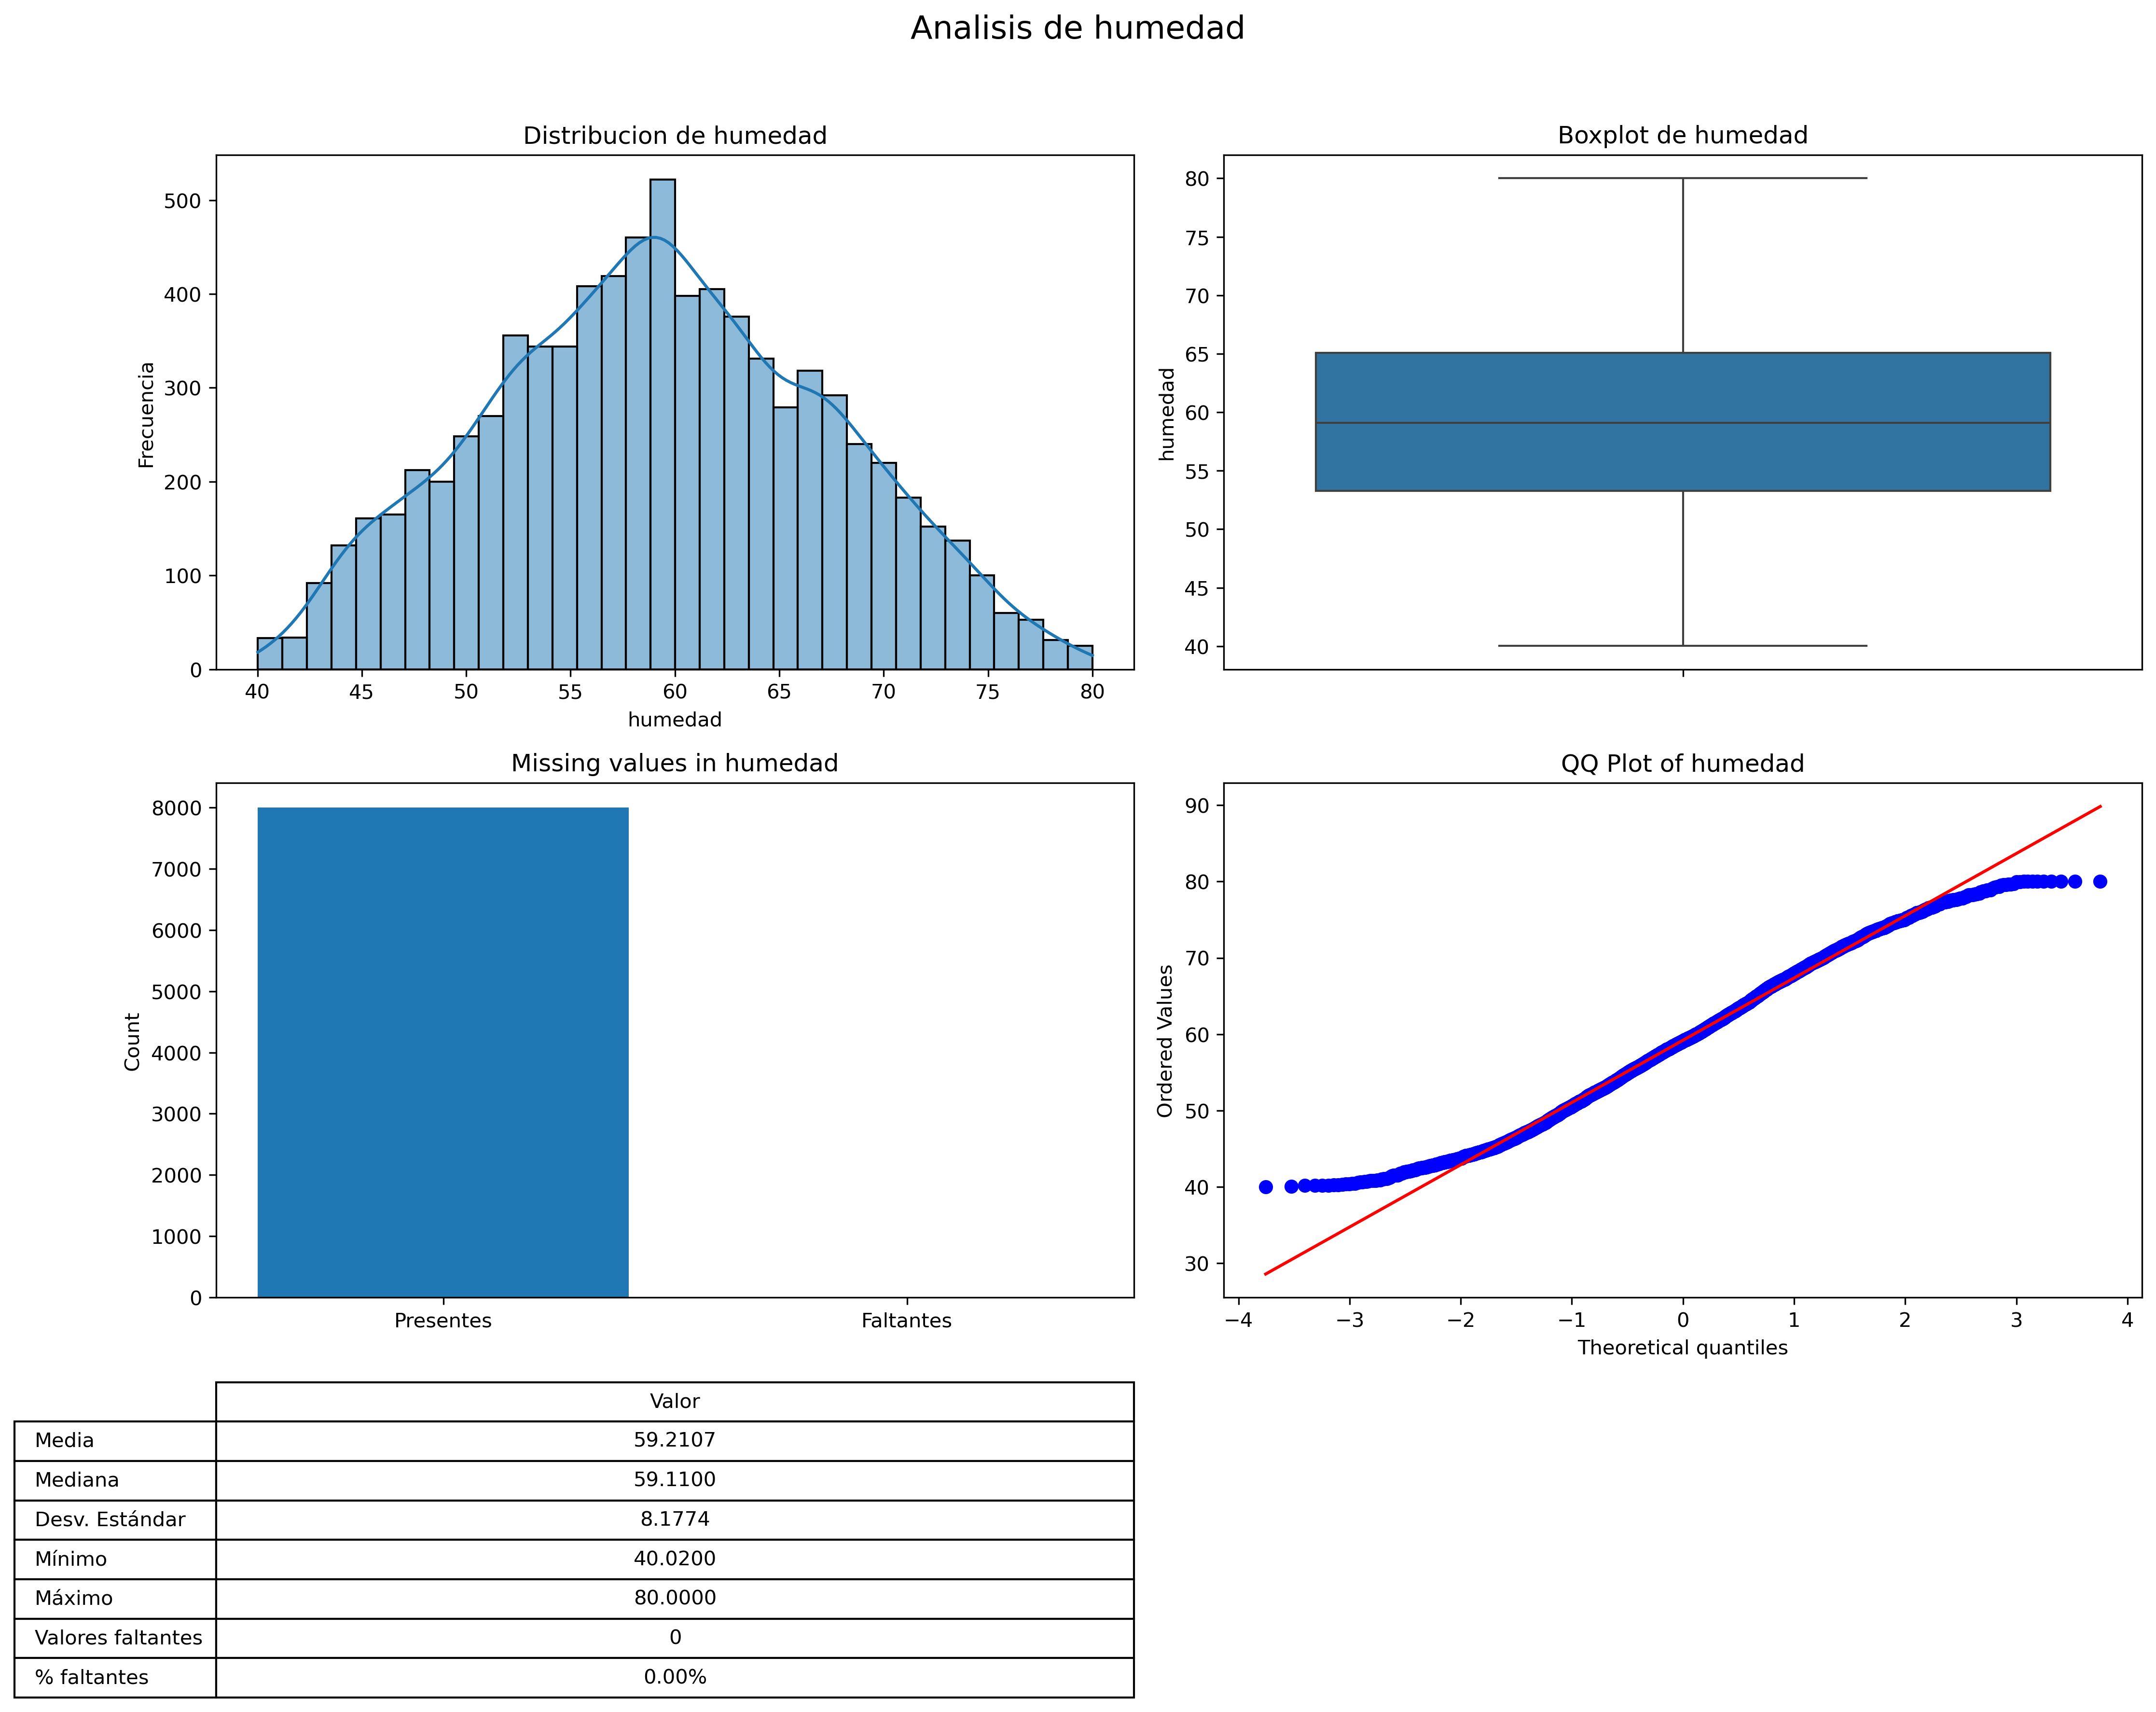 Analisis de humedad
Distribucion de humedad
Frecuencia
500
400
300
200
100
0
40 45 50 55 60 65 70 75 80
humedad
Boxplot de humedad
humedad
80
75
70
65
60
55
50
45
40
Missing values in humedad
Count
8000
7000
6000
5000
4000
3000
2000
1000
0
Presentes Faltantes
QQ Plot of humedad
Ordered Values
90
80
70
60
50
40
30
−4 −3 −2 −1 0 1 2 3 4
Theoretical quantiles
Valor
Media 59.2107
Mediana 59.1100
Desv. Estándar 8.1774
Mínimo 40.0200
Máximo 80.0000
Valores faltantes 0
% faltantes 0.00%